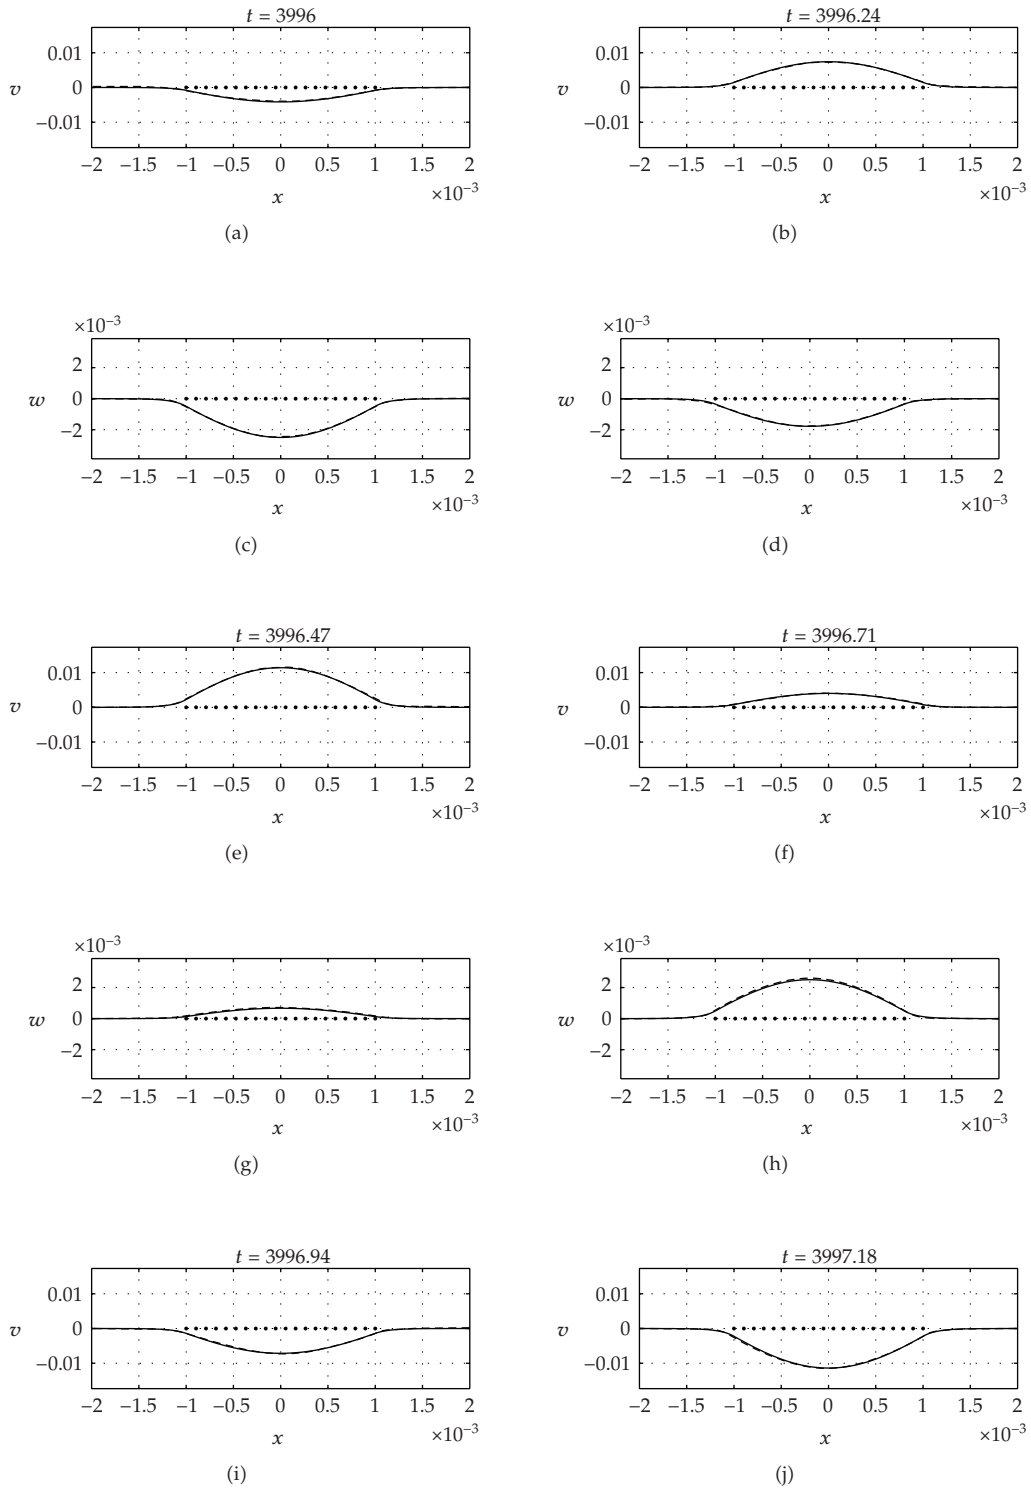 t = 3996
v
0.01
0
−0.01
−2 −1.5 −1 −0.5 0 0.5 1 1.5 2
×10−3
x
(a)
t = 3996.24
v
0.01
0
−0.01
−2 −1.5 −1 −0.5 0 0.5 1 1.5 2
×10−3
x
(b)
×10−3
w
2
0
−2
−2 −1.5 −1 −0.5 0 0.5 1 1.5 2
×10−3
x
(c)
×10−3
w
2
0
−2
−2 −1.5 −1 −0.5 0 0.5 1 1.5 2
×10−3
x
(d)
t = 3996.47
v
0.01
0
−0.01
−2 −1.5 −1 −0.5 0 0.5 1 1.5 2
×10−3
x
(e)
t = 3996.71
v
0.01
0
−0.01
−2 −1.5 −1 −0.5 0 0.5 1 1.5 2
×10−3
x
(f)
×10−3
w
2
0
−2
−2 −1.5 −1 −0.5 0 0.5 1 1.5 2
×10−3
x
(g)
×10−3
w
2
0
−2
−2 −1.5 −1 −0.5 0 0.5 1 1.5 2
×10−3
x
(h)
t = 3996.94
v
0.01
0
−0.01
−2 −1.5 −1 −0.5 0 0.5 1 1.5 2
×10−3
x
(i)
t = 3997.18
v
0.01
0
−0.01
−2 −1.5 −1 −0.5 0 0.5 1 1.5 2
×10−3
x
(j)